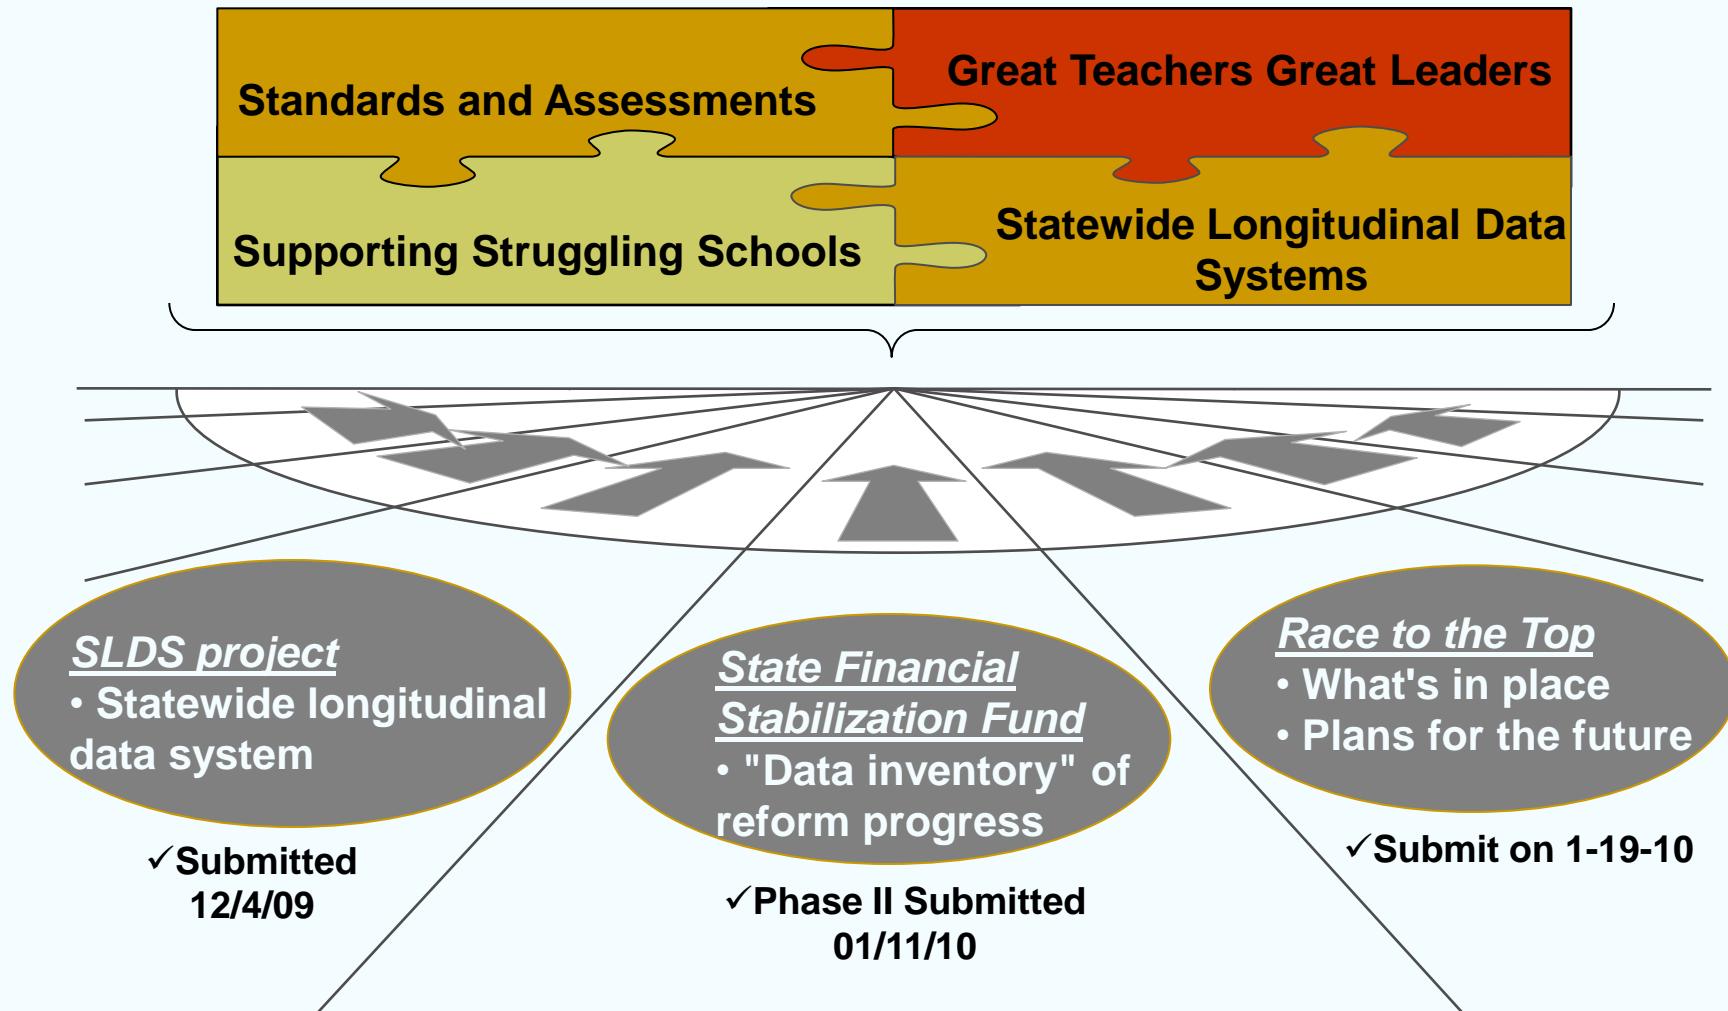 Standards and Assessments
Great Teachers Great Leaders
Supporting Struggling Schools
Statewide Longitudinal Data
Systems
SLDS project
• Statewide longitudinal
data system
✓Submitted
12/4/09
State Financial
Stabilization Fund
• "Data inventory" of
reform progress
✓Phase II Submitted
01/11/10
Race to the Top
• What's in place
• Plans for the future
✓Submit on 1-19-10